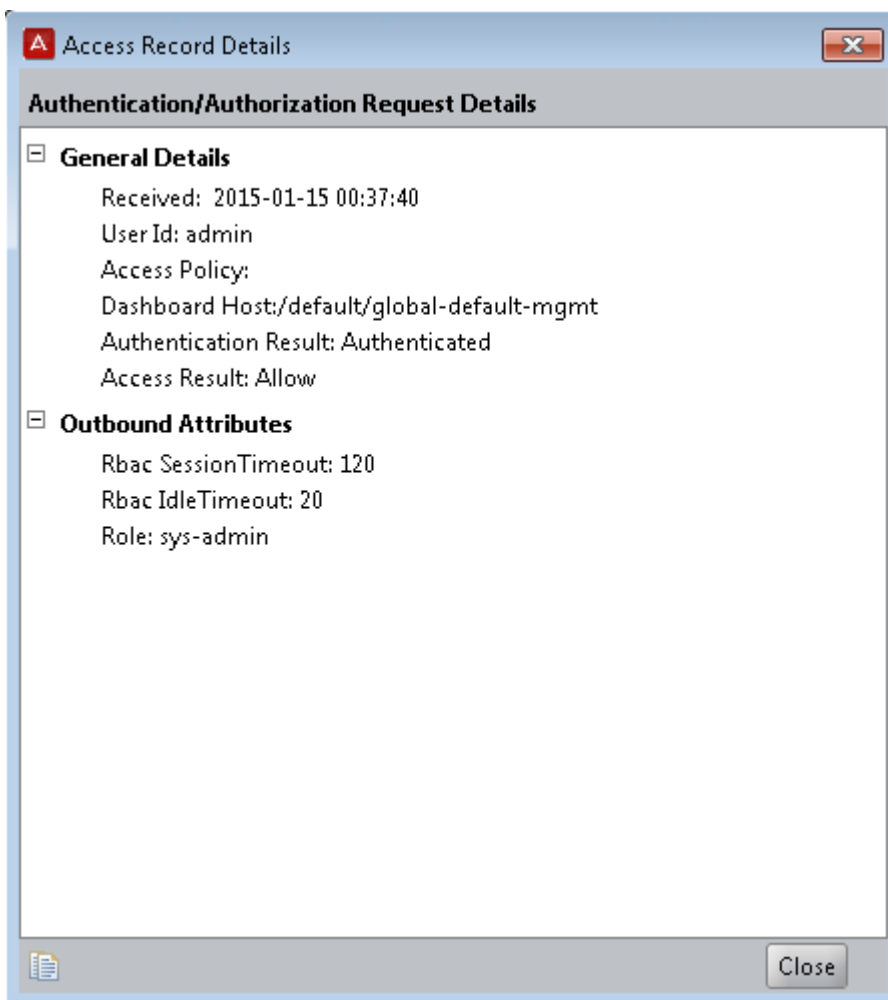 Access Record Details
Authentication/Authorization Request Details
General Details
Received: 2015-01-15 00:37:40
User Id: admin
Access Policy:
Dashboard Host:/default/global-default-mgmt
Authentication Result: Authenticated
Access Result: Allow
Outbound Attributes
Rbac SessionTimeout: 120
Rbac IdleTimeout: 20
Role: sys-admin
Close